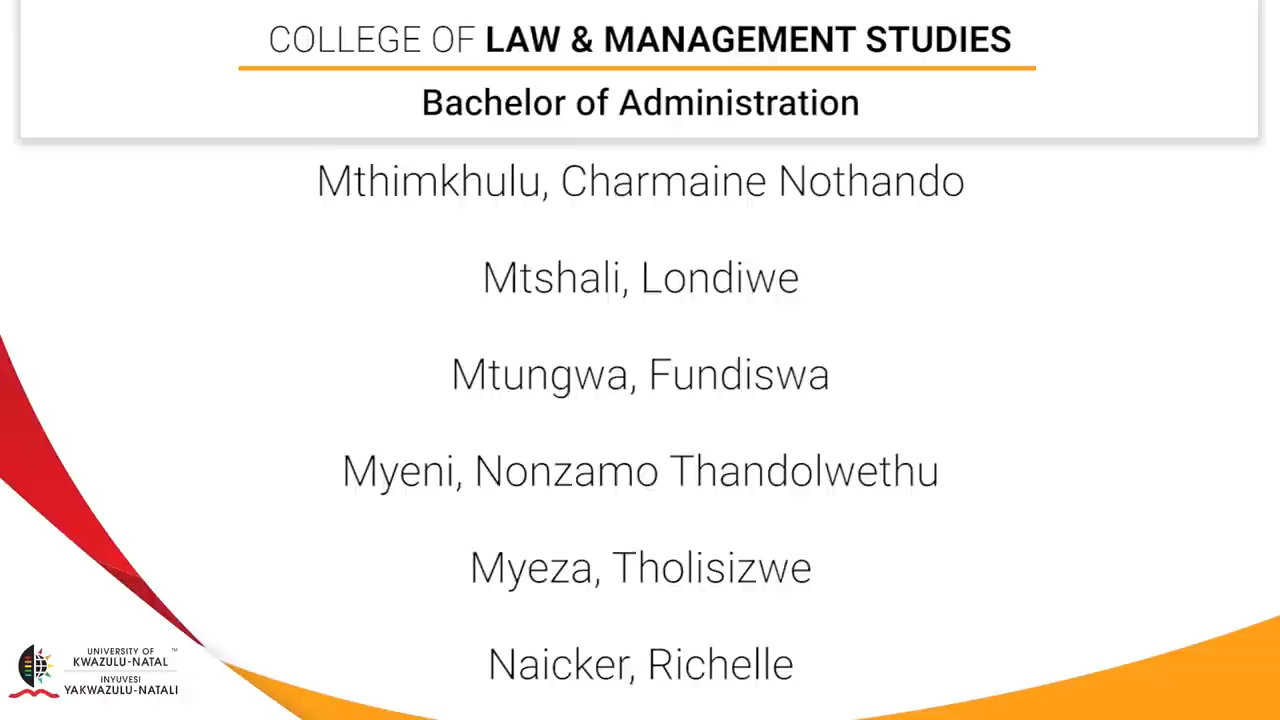 COLLEGE OF LAW & MANAGEMENT STUDIES
Bachelor of Administration
Mthimkhulu, Charmaine Nothando
Mtshali, Londiwe
Mtungwa, Fundiswa
Myeni, Nonzamo Thandolwethu
Myeza, Tholisizwe
Naicker, Richelle
UNIVERSITY OF ™
KWAZULU-NATAL
INYUVESI
YAKWAZULU-NATALI